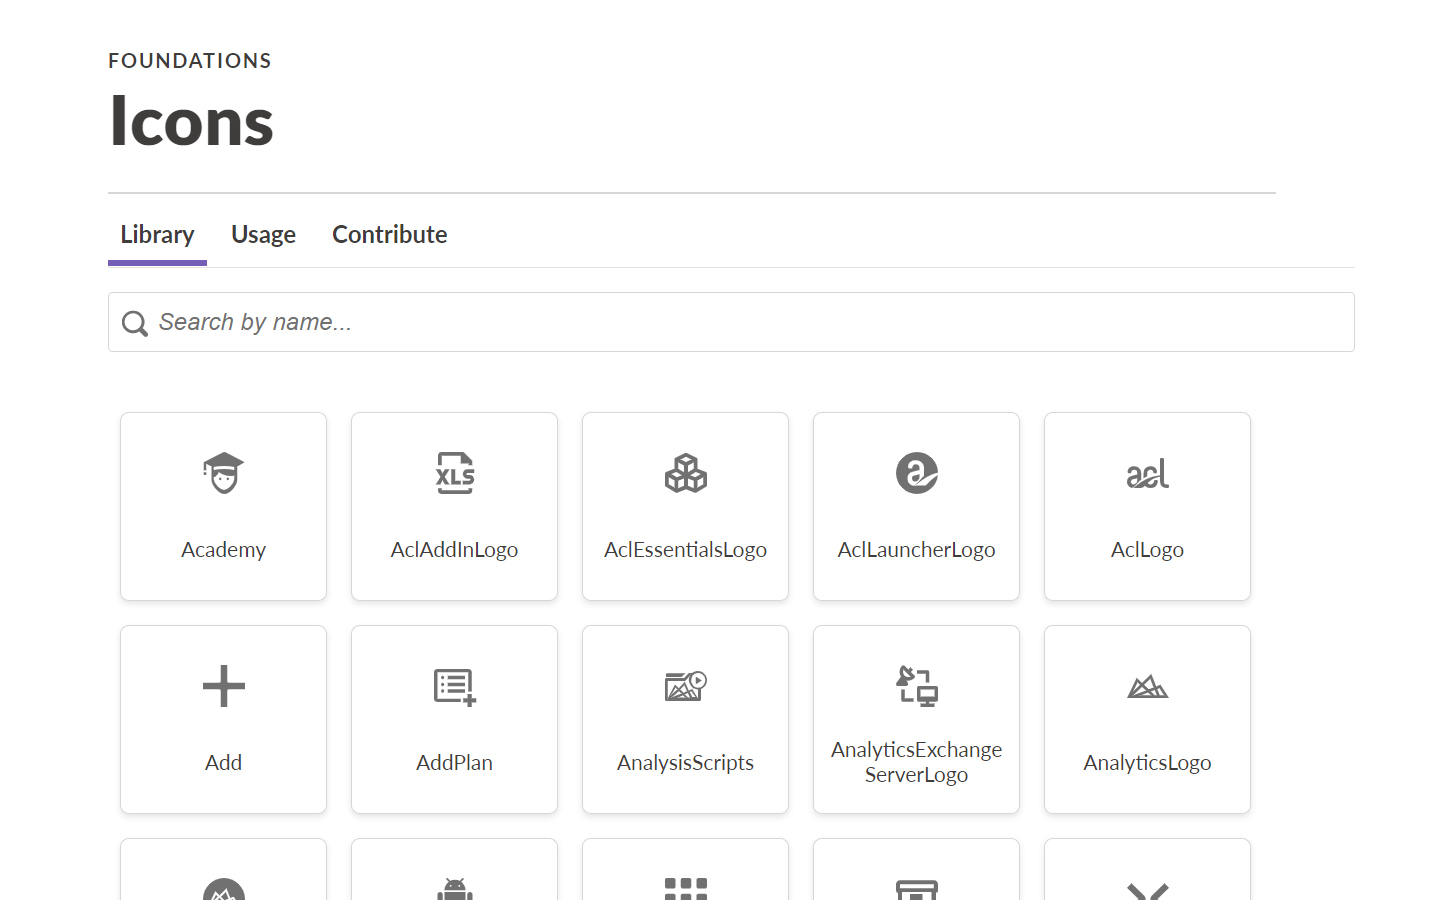 FOUNDATIONS
Icons
Library
Usage
Contribute
Search by name...
XLS
a
acl
Academy
AclAddInLogo
AclEssentialsLogo
AclLauncherLogo
AclLogo
Add
AddPlan
AnalysisScripts
AnalyticsExchange
ServerLogo
AnalyticsLogo